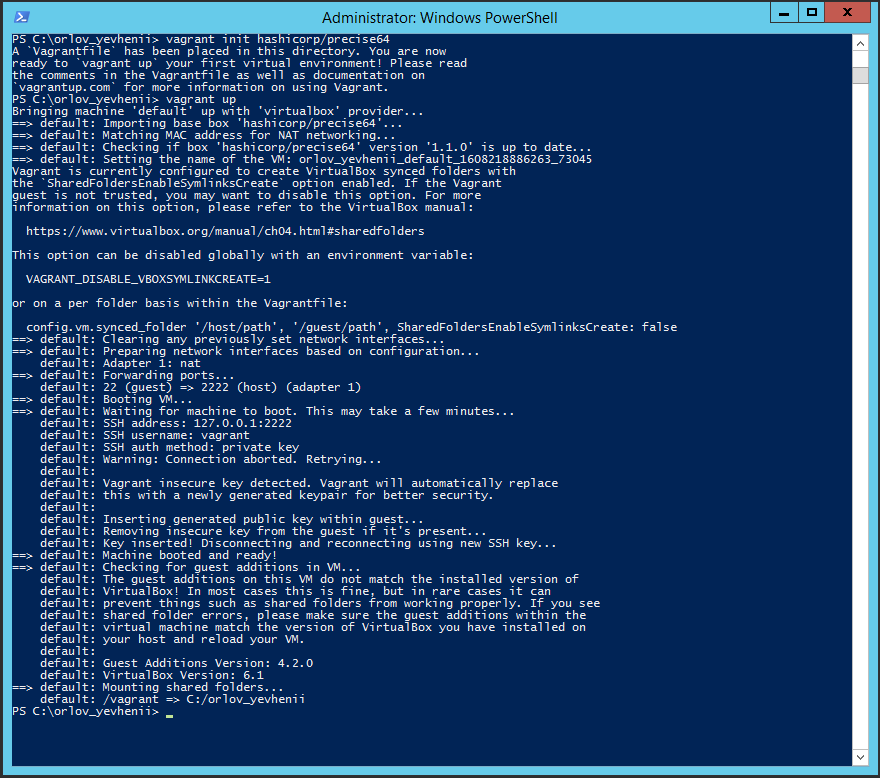 Administrator: Windows PowerShell
PS C:\orlov_yevhenii> vagrant init hashicorp/precise64
A `Vagrantfile` has been placed in this directory. You are now
ready to `vagrant up` your first virtual environment! Please read
the comments in the Vagrantfile as well as documentation on
`vagrantup.com` for more information on using Vagrant.
PS C:\orlov_yevhenii> vagrant up
Bringing machine 'default' up with 'virtualbox' provider...
==> default: Importing base box 'hashicorp/precise64'...
==> default: Matching MAC address for NAT networking...
==> default: Checking if box 'hashicorp/precise64' version '1.1.0' is up to date...
==> default: Setting the name of the VM: orlov_yevhenii_default_1608218886263_73045
Vagrant is currently configured to create VirtualBox synced folders with
the `SharedFoldersEnableSymlinksCreate` option enabled. If the Vagrant
guest is not trusted, you may want to disable this option. For more
information on this option, please refer to the VirtualBox manual:
https://www.virtualbox.org/manual/ch04.html#sharedfolders
This option can be disabled globally with an environment variable:
VAGRANT_DISABLE_VBOXSYMLINKCREATE=1
or on a per folder basis within the Vagrantfile:
config.vm.synced_folder '/host/path', '/guest/path', SharedFoldersEnableSymlinksCreate: false
==> default: Clearing any previously set network interfaces...
==> default: Preparing network interfaces based on configuration...
default: Adapter 1: nat
==> default: Forwarding ports...
default: 22 (guest) => 2222 (host) (adapter 1)
==> default: Booting VM...
==> default: Waiting for machine to boot. This may take a few minutes...
default: SSH address: 127.0.0.1:2222
default: SSH username: vagrant
default: SSH auth method: private key
default: Warning: Connection aborted. Retrying...
default:
default: Vagrant insecure key detected. Vagrant will automatically replace
default: this with a newly generated keypair for better security.
default:
default: Inserting generated public key within guest...
default: Removing insecure key from the guest if it's present...
default: Key inserted! Disconnecting and reconnecting using new SSH key...
==> default: Machine booted and ready!
==> default: Checking for guest additions in VM...
default: The guest additions on this VM do not match the installed version of
default: VirtualBox! In most cases this is fine, but in rare cases it can
default: prevent things such as shared folders from working properly. If you see
default: shared folder errors, please make sure the guest additions within the
default: virtual machine match the version of VirtualBox you have installed on
default: your host and reload your VM.
default:
default: Guest Additions Version: 4.2.0
default: VirtualBox Version: 6.1
==> default: Mounting shared folders...
default: /vagrant => C:/orlov_yevhenii
PS C:\orlov_yevhenii>